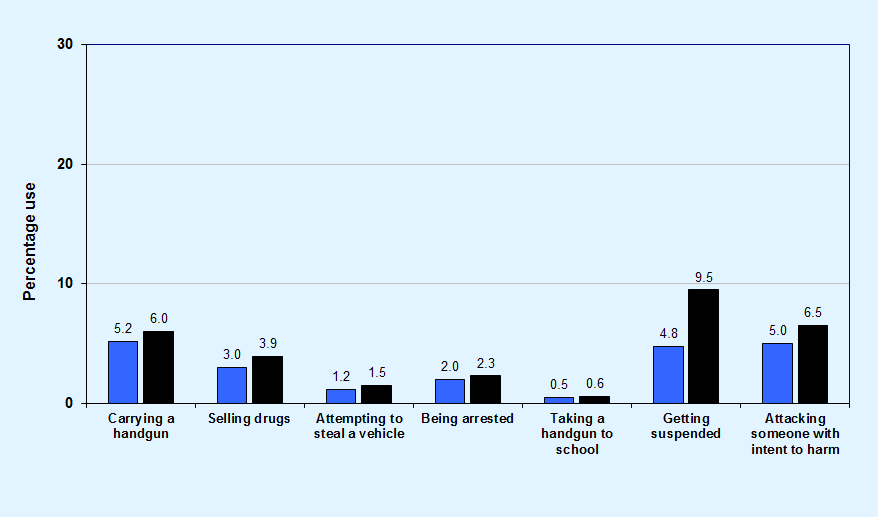 30
20
10
0
Percentage use
5.2
6.0
3.0
3.9
1.2
1.5
2.0
2.3
0.5
0.6
4.8
9.5
5.0
6.5
Carrying a
handgun
Selling drugs
Attempting to
steal a vehicle
Being arrested
Taking a
handgun to
school
Getting
suspended
Attacking
someone with
intent to harm